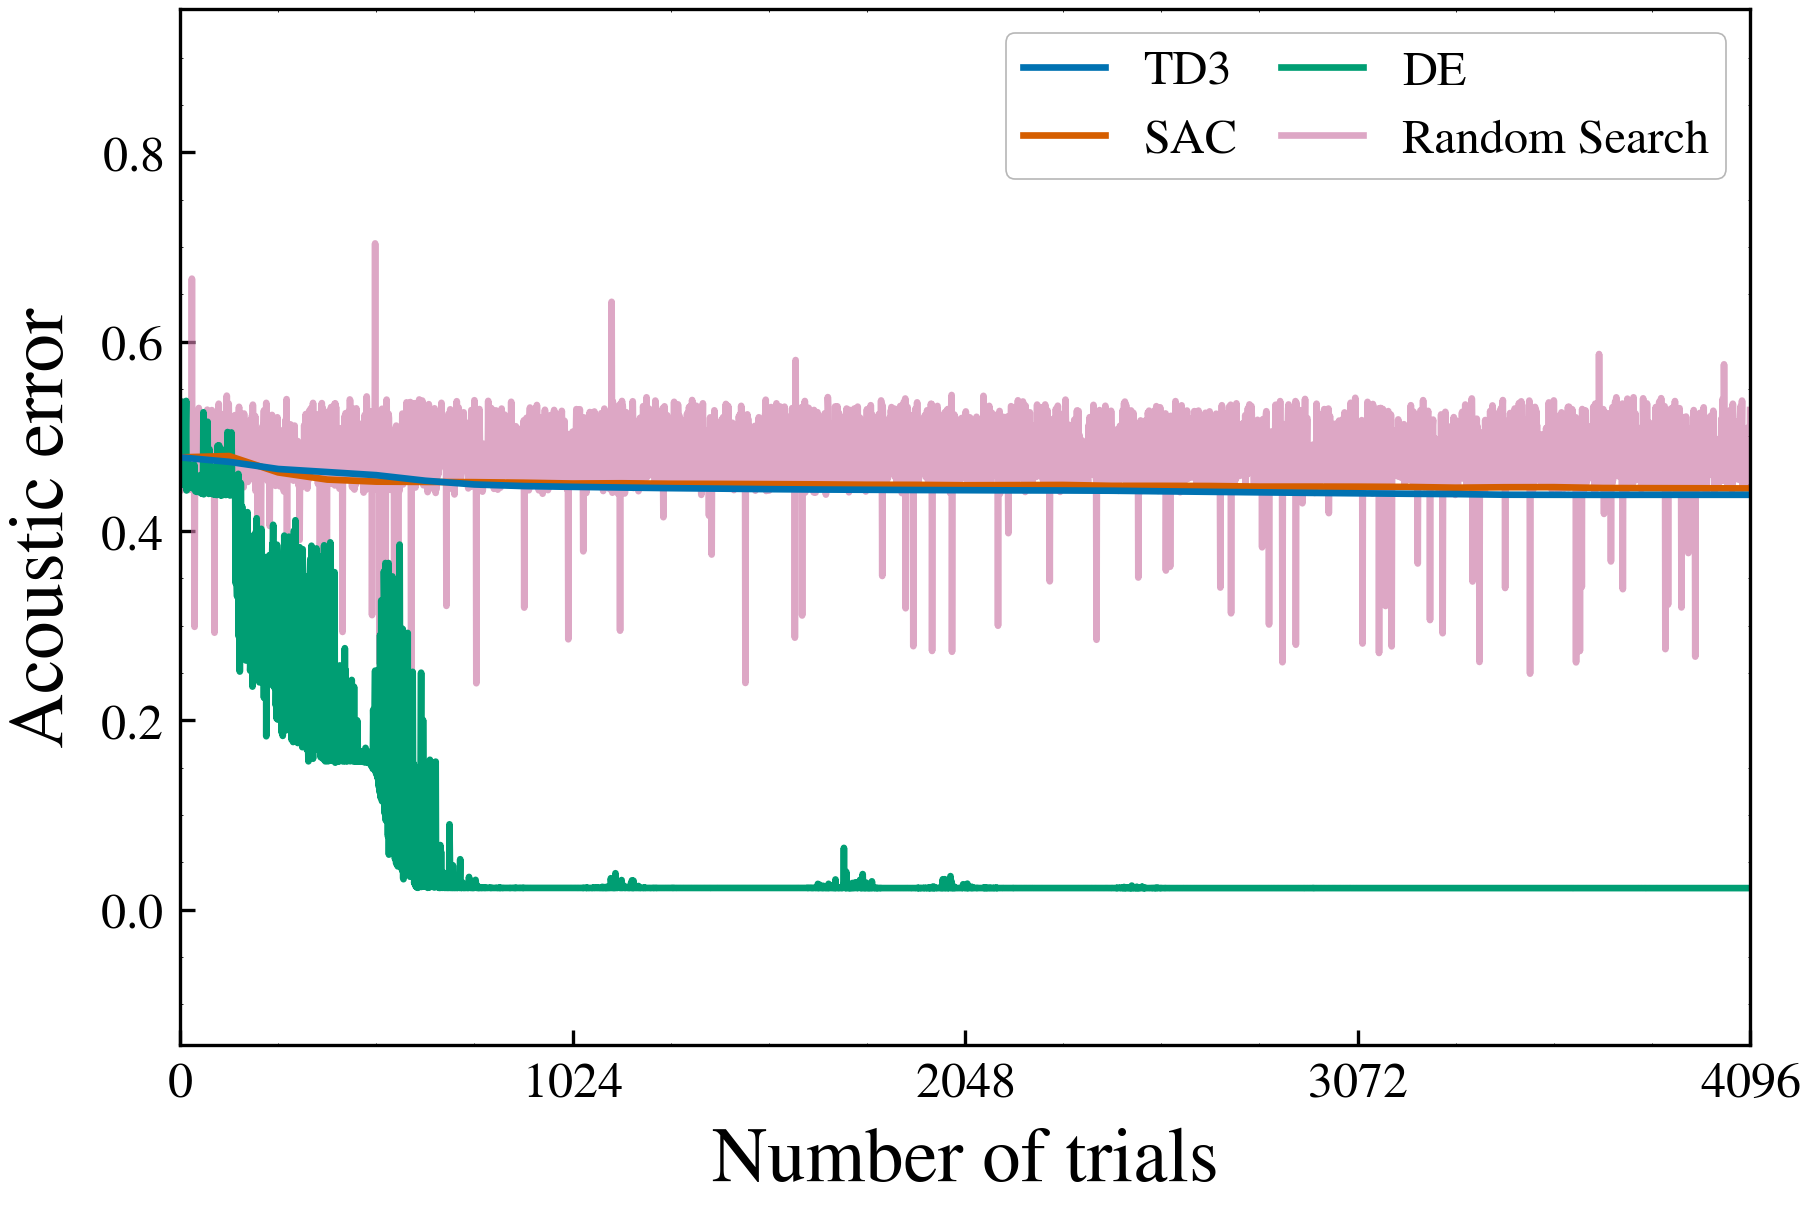 TD3
SAC
DE
Random Search
Acoustic error
0.8
0.6
0.4
0.2
0.0
0
1024
2048
3072
4096
Number of trials